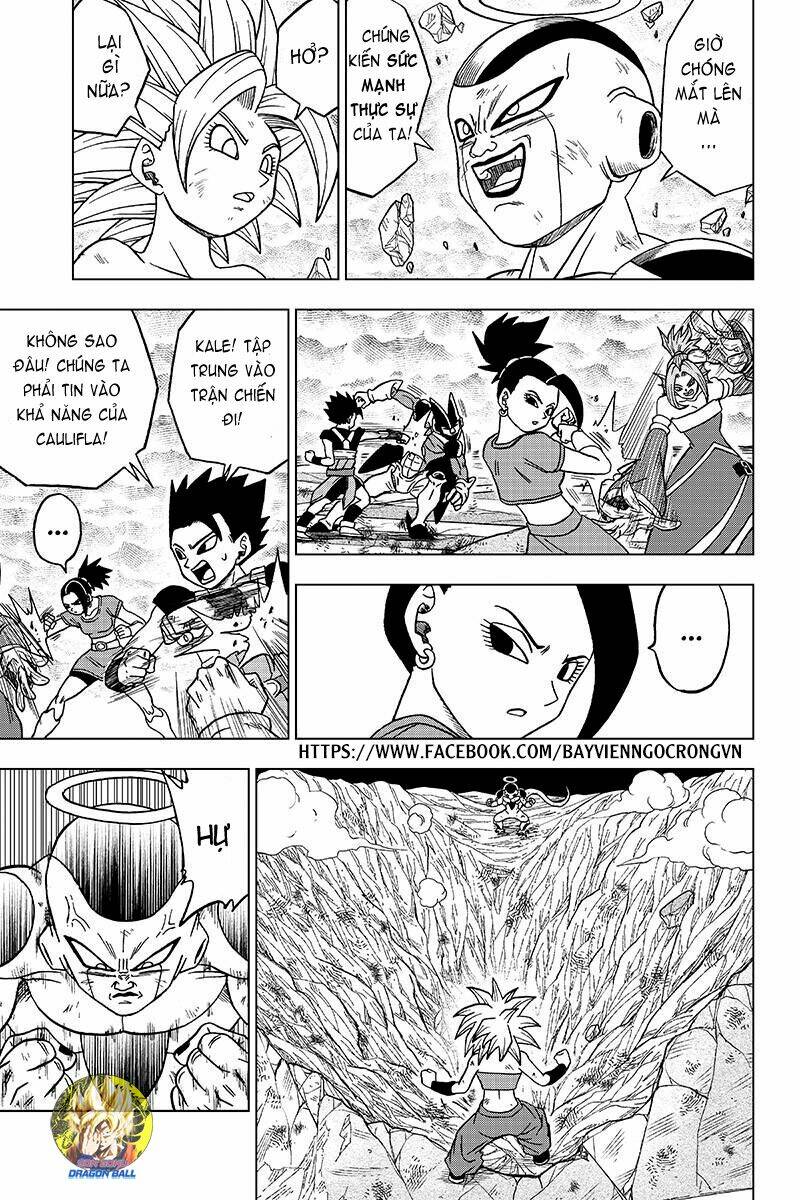 GIỜ
CHÓNG
MẮT LÊN
MÀ
...
CHỨNG
KIẾN SỨC
MẠNH
THỰC SỰ
CỦA TA!
HỞ?
LẠI
GÌ
NỮA?
KALE! TẬP
TRUNG VÀO
TRẬN CHIẾN
ĐI!
KHÔNG SAO
ĐÂU! CHÚNG TA
PHẢI TIN VÀO
KHẢ NĂNG CỦA
CAULIFLA!
...
...
HTTPS://WWW.FACEBOOK.COM/BAYVIENNGOCRONGVN
HỰ
DRAGON BALL